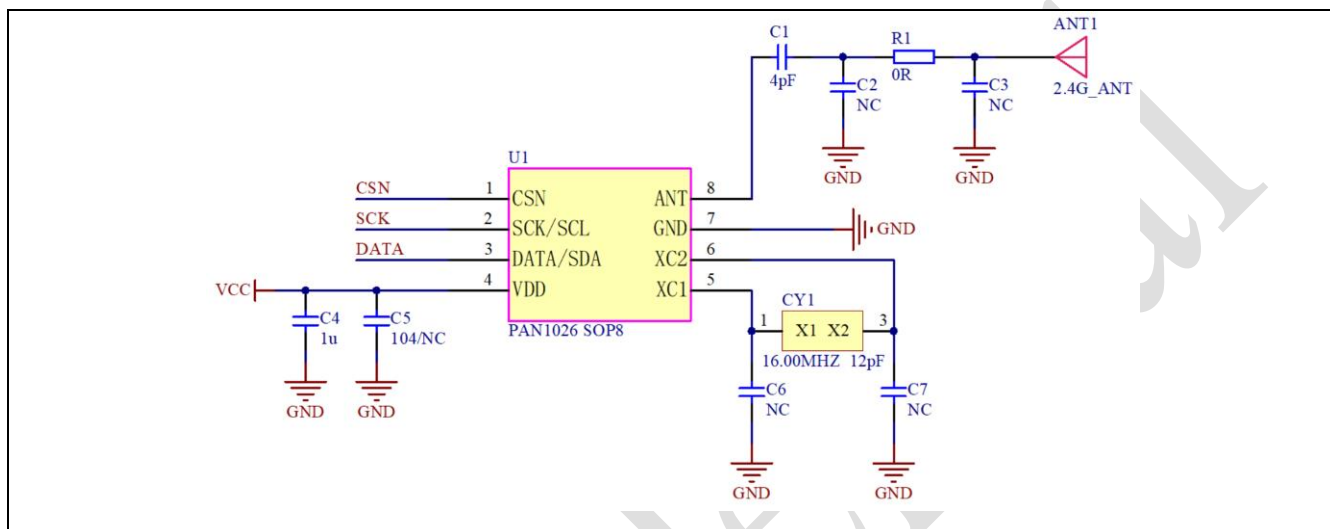 ANT1
C1
R1
4pF
0R
C2
NC
C3
NC
2.4G_ANT
GND
GND
U1
CSN
1
CSN
ANT
8
SCK
2
SCK/SCL
GND
7
GND
DATA
3
DATA/SDA
XC2
6
VCC
4
VDD
XC1
5
PAN1026 SOP8
C4
1u
C5
104/NC
CY1
1
X1 X2
3
16.00MHZ 12pF
C6
NC
C7
NC
GND
GND
GND
GND